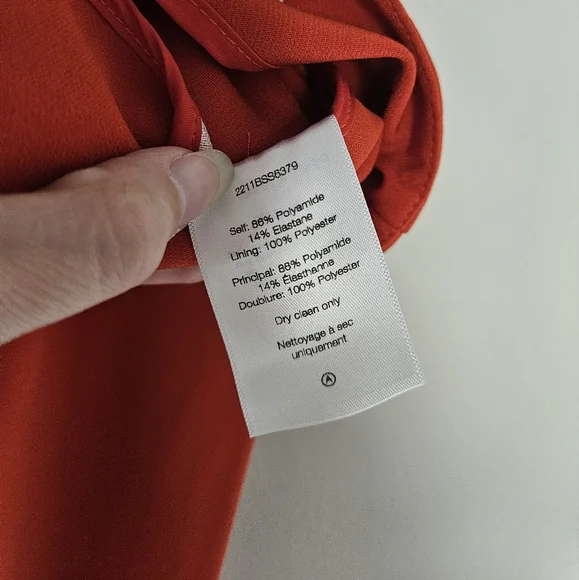 2211BSS6379
Self: 86% Polyamide
14% Elastane
Lining: 100% Polyester
Principal: 86% Polyamide
14% Élasthanne
Doublure: 100% Polyester
Dry clean only
Nettoyage à sec
uniquement
A